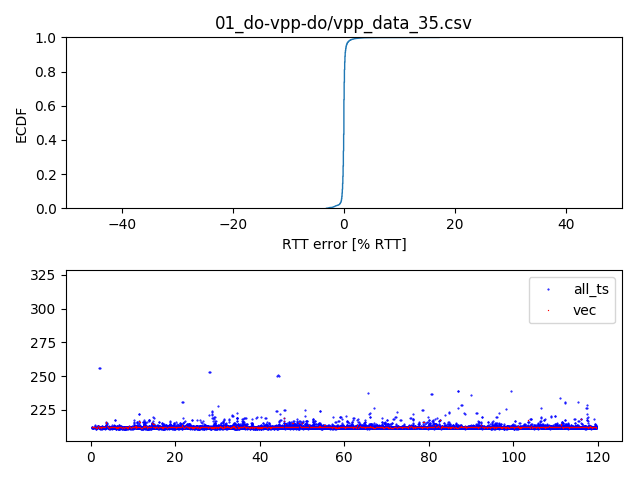 01_do-vpp-do/vpp_data_35.csv
1.0
0.8
0.6
0.4
0.2
0.0
ECDF
−40 −20 0 20 40
RTT error [% RTT]
325
300
275
250
225
all_ts
vec
0 20 40 60 80 100 120